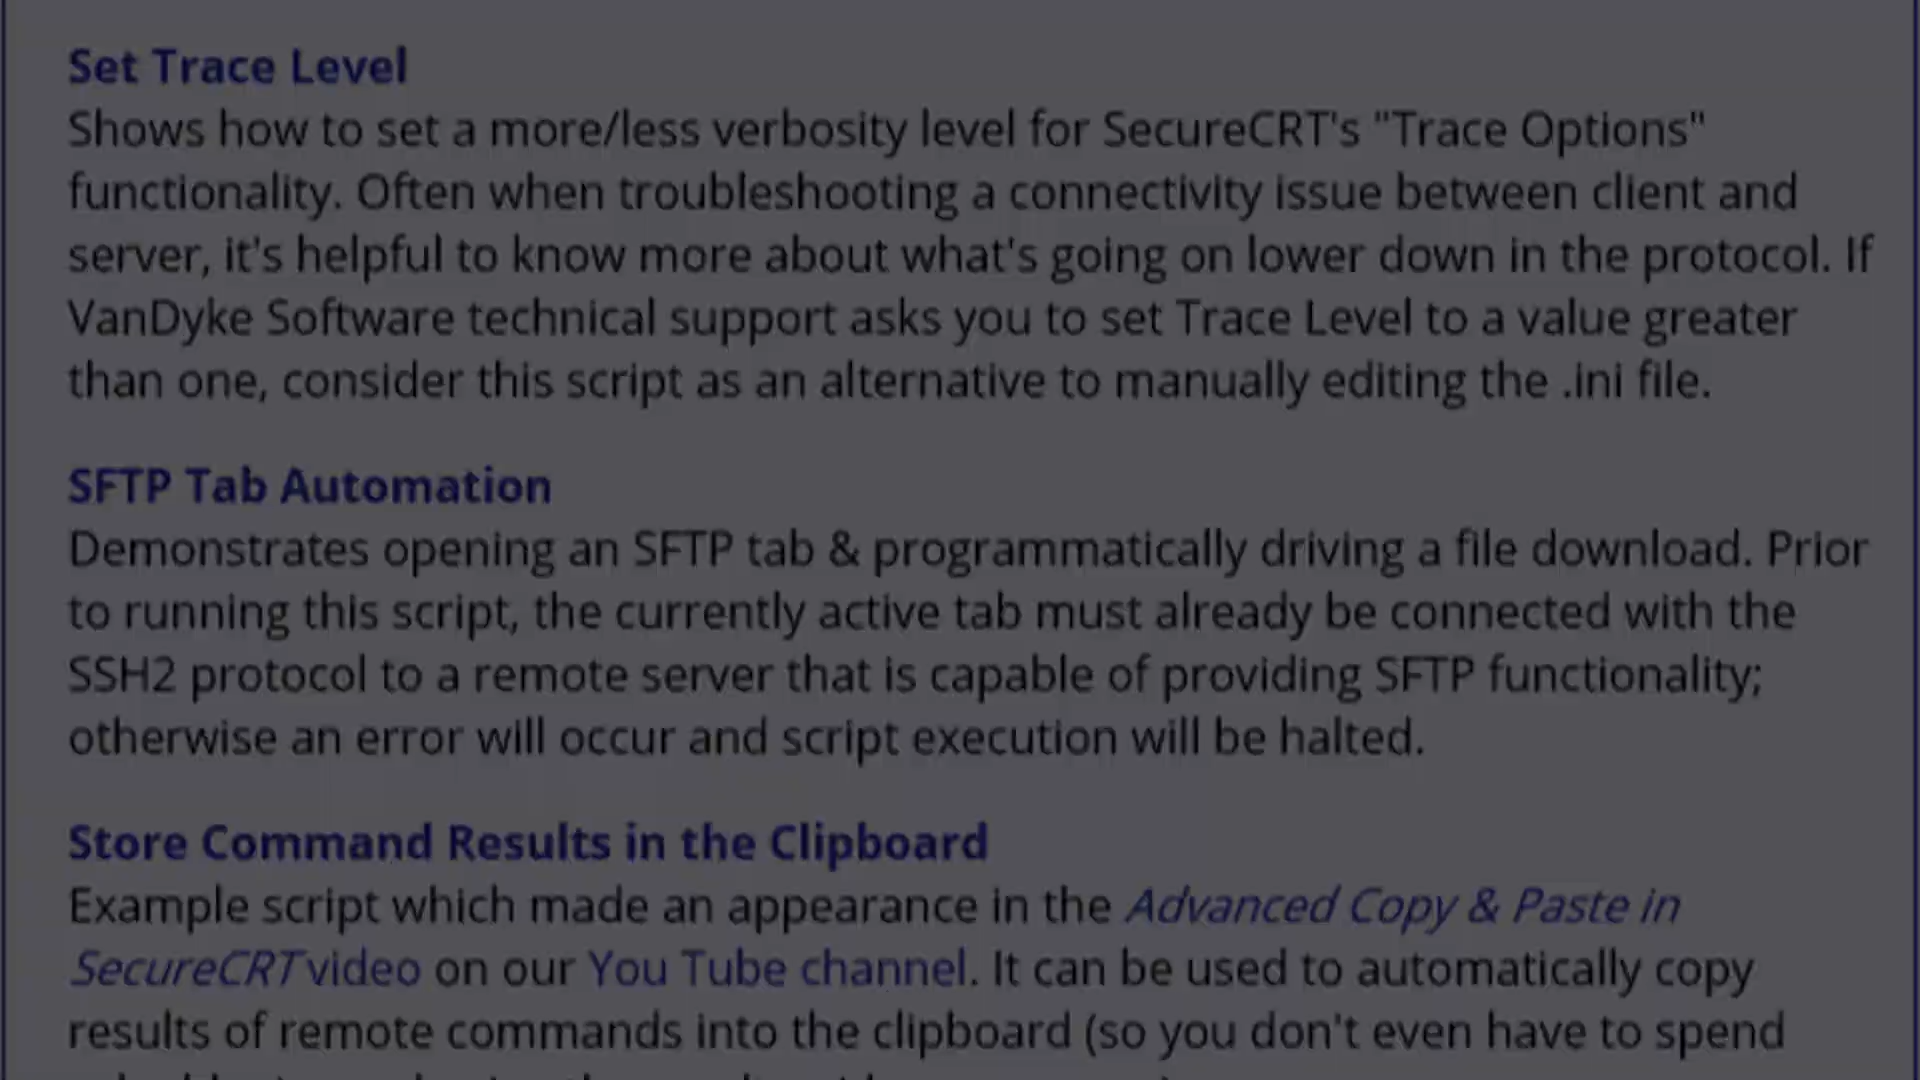 Set Trace Level
Shows how to set a more/less verbosity level for SecureCRT's "Trace Options"
functionality. Often when troubleshooting a connectivity issue between client and
server, it's helpful to know more about what's going on lower down in the protocol. If
VanDyke Software technical support asks you to set Trace Level to a value greater
than one, consider this script as an alternative to manually editing the .ini file.
SFTP Tab Automation
Demonstrates opening an SFTP tab & programmatically driving a file download. Prior
to running this script, the currently active tab must already be connected with the
SSH2 protocol to a remote server that is capable of providing SFTP functionality;
otherwise an error will occur and script execution will be halted.
Store Command Results in the Clipboard
Example script which made an appearance in the Advanced Copy & Paste in
SecureCRT video on our You Tube channel. It can be used to automatically copy
results of remote commands into the clipboard (so you don't even have to spend